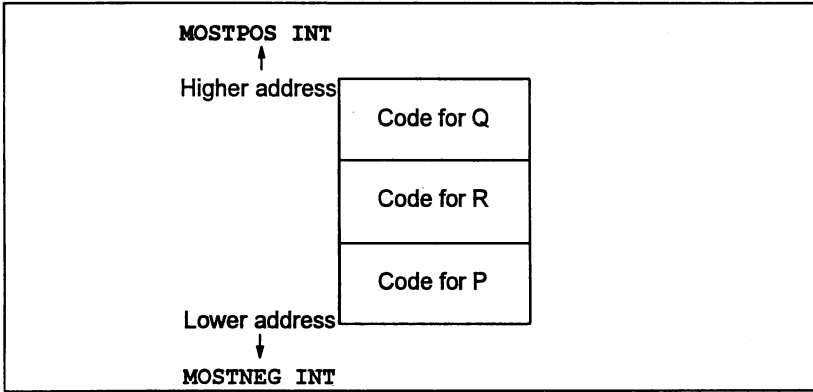 MOSTPOS INT
Higher address
Code for Q
Code for R
Code for P
Lower address
MOSTNEG INT